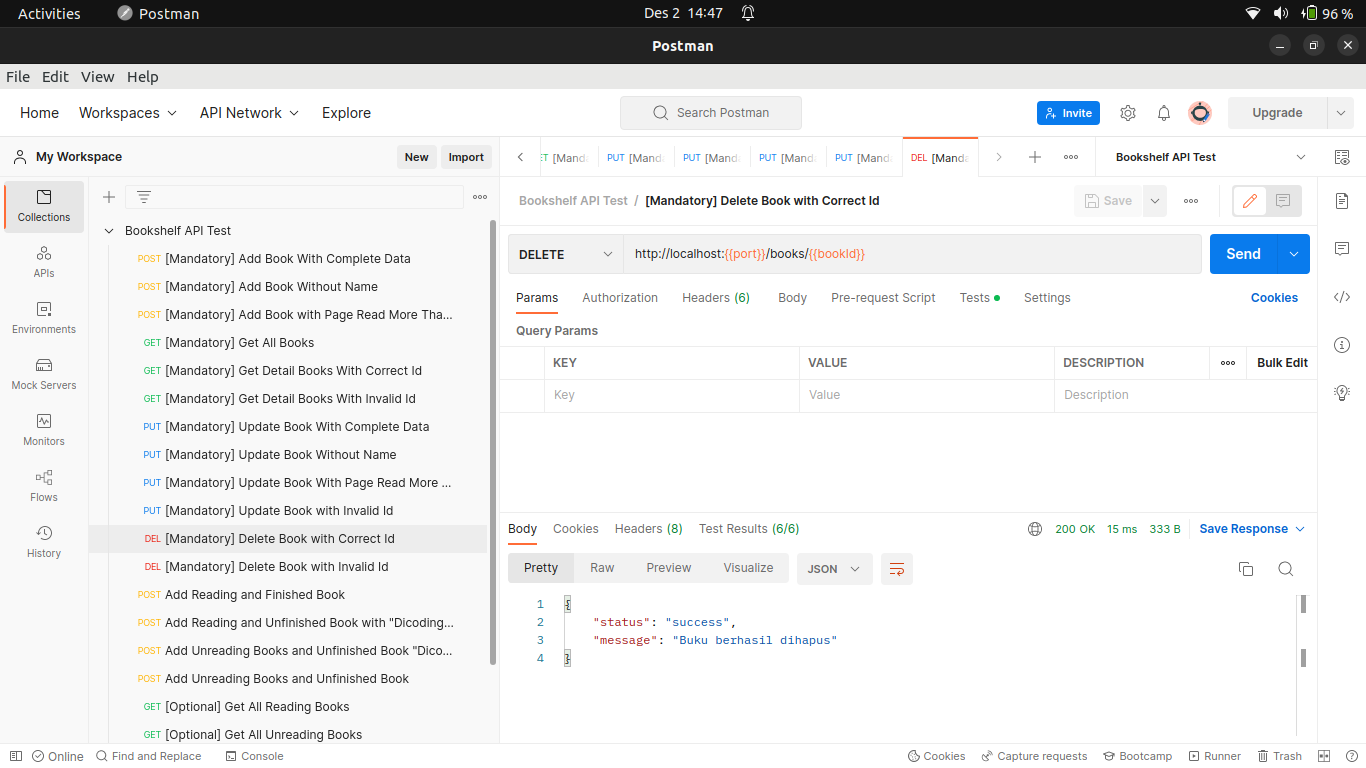 Activities Postman Des 2 14:47 96 %
Postman
File Edit View Help
Home Workspaces API Network Explore Search Postman Invite Upgrade
My Workspace New Import
ET [Mand PUT [Mand PUT [Mand PUT [Mand PUT [Mand DEL [Manda Bookshelf API Test
Collections
APIs
Environments
Mock Servers
Monitors
Flows
History
Bookshelf API Test
POST [Mandatory] Add Book With Complete Data
POST [Mandatory] Add Book Without Name
POST [Mandatory] Add Book with Page Read More Tha...
GET [Mandatory] Get All Books
GET [Mandatory] Get Detail Books With Correct Id
GET [Mandatory] Get Detail Books With Invalid Id
PUT [Mandatory] Update Book With Complete Data
PUT [Mandatory] Update Book Without Name
PUT [Mandatory] Update Book With Page Read More ...
PUT [Mandatory] Update Book with Invalid Id
DEL [Mandatory] Delete Book with Correct Id
DEL [Mandatory] Delete Book with Invalid Id
POST Add Reading and Finished Book
POST Add Reading and Unfinished Book with "Dicoding...
POST Add Unreading Books and Unfinished Book "Dico...
POST Add Unreading Books and Unfinished Book
GET [Optional] Get All Reading Books
GET [Optional] Get All Unreading Books
Bookshelf API Test / [Mandatory] Delete Book with Correct Id Save
DELETE http://localhost:{{port}}/books/{{bookId}} Send
Params Authorization Headers (6) Body Pre-request Script Tests Settings Cookies
Query Params
KEY VALUE DESCRIPTION Bulk Edit
Key Value Description
Body Cookies Headers (8) Test Results (6/6) 200 OK 15 ms 333 B Save Response
Pretty Raw Preview Visualize JSON
1 {
2 "status": "success",
3 "message": "Buku berhasil dihapus"
4 }
Online Find and Replace Console Cookies Capture requests Bootcamp Runner Trash